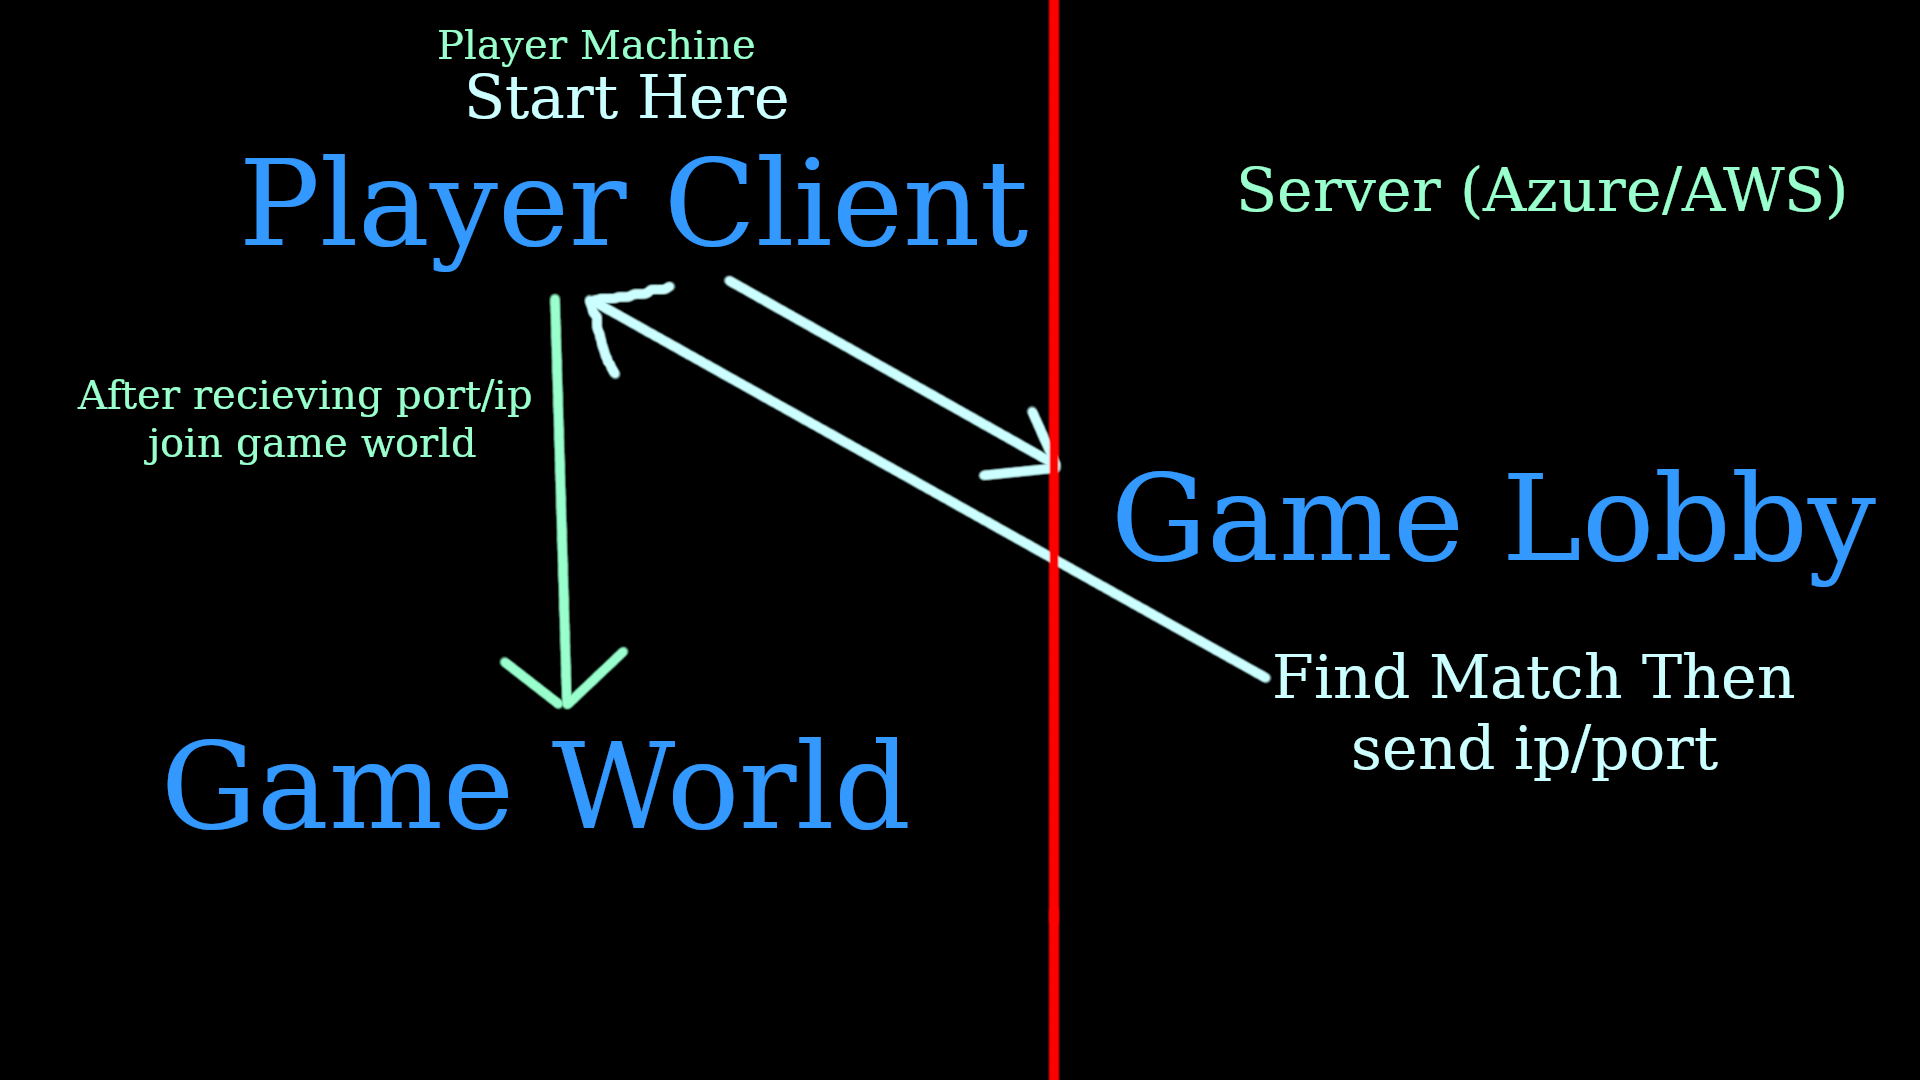 Player Machine
Start Here
Player Client
Server (Azure/AWS)
After recieving port/ip
join game world
Game Lobby
Find Match Then
send ip/port
Game World